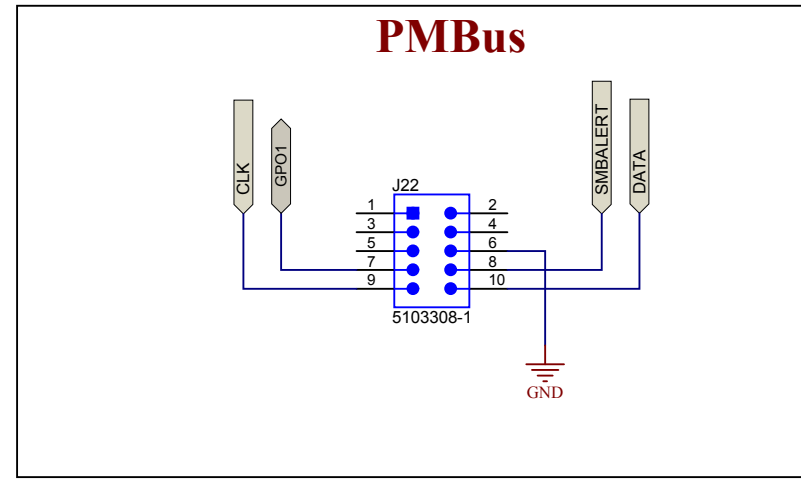 PMBus
CLK
GPO1
SMBALERT
DATA
J22
1 2
3 4
5 6
7 8
9 10
5103308-1
GND